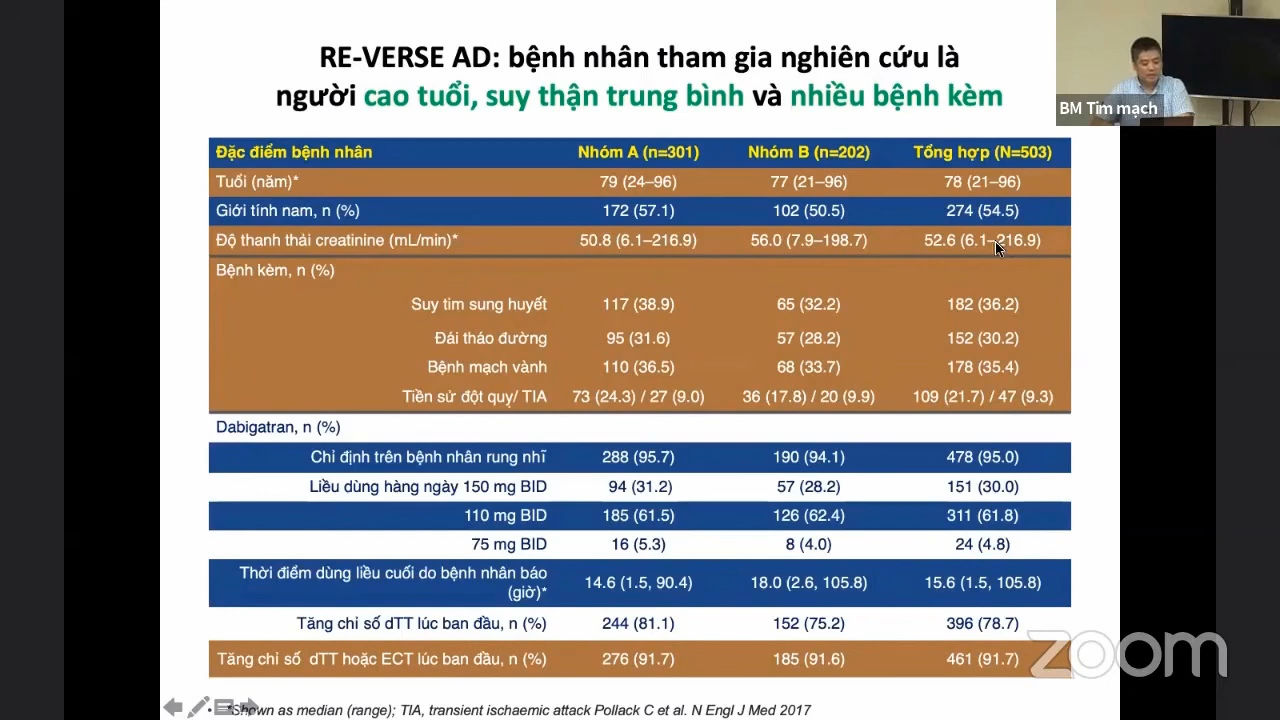 RE-VERSE AD: bệnh nhân tham gia nghiên cứu là
người cao tuổi, suy thận trung bình và nhiều bệnh kèm
BM Tim mạch
Đặc điểm bệnh nhân Nhóm A (n=301) Nhóm B (n=202) Tổng hợp (N=503)
Tuổi (năm)* 79 (24–96) 77 (21–96) 78 (21–96)
Giới tính nam, n (%) 172 (57.1) 102 (50.5) 274 (54.5)
Độ thanh thải creatinine (mL/min)* 50.8 (6.1–216.9) 56.0 (7.9–198.7) 52.6 (6.1–216.9)
Bệnh kèm, n (%)
Suy tim sung huyết 117 (38.9) 65 (32.2) 182 (36.2)
Đái tháo đường 95 (31.6) 57 (28.2) 152 (30.2)
Bệnh mạch vành 110 (36.5) 68 (33.7) 178 (35.4)
Tiền sử đột quỵ/ TIA 73 (24.3) / 27 (9.0) 36 (17.8) / 20 (9.9) 109 (21.7) / 47 (9.3)
Dabigatran, n (%)
Chỉ định trên bệnh nhân rung nhĩ 288 (95.7) 190 (94.1) 478 (95.0)
Liều dùng hàng ngày 150 mg BID 94 (31.2) 57 (28.2) 151 (30.0)
110 mg BID 185 (61.5) 126 (62.4) 311 (61.8)
75 mg BID 16 (5.3) 8 (4.0) 24 (4.8)
Thời điểm dùng liều cuối do bệnh nhân báo
(giờ)* 14.6 (1.5, 90.4) 18.0 (2.6, 105.8) 15.6 (1.5, 105.8)
Tăng chỉ số dTT lúc ban đầu, n (%) 244 (81.1) 152 (75.2) 396 (78.7)
Tăng chỉ số dTT hoặc ECT lúc ban đầu, n (%) 276 (91.7) 185 (91.6) 461 (91.7)
zoom
*Shown as median (range); TIA, transient ischaemic attack Pollack C et al. N Engl J Med 2017